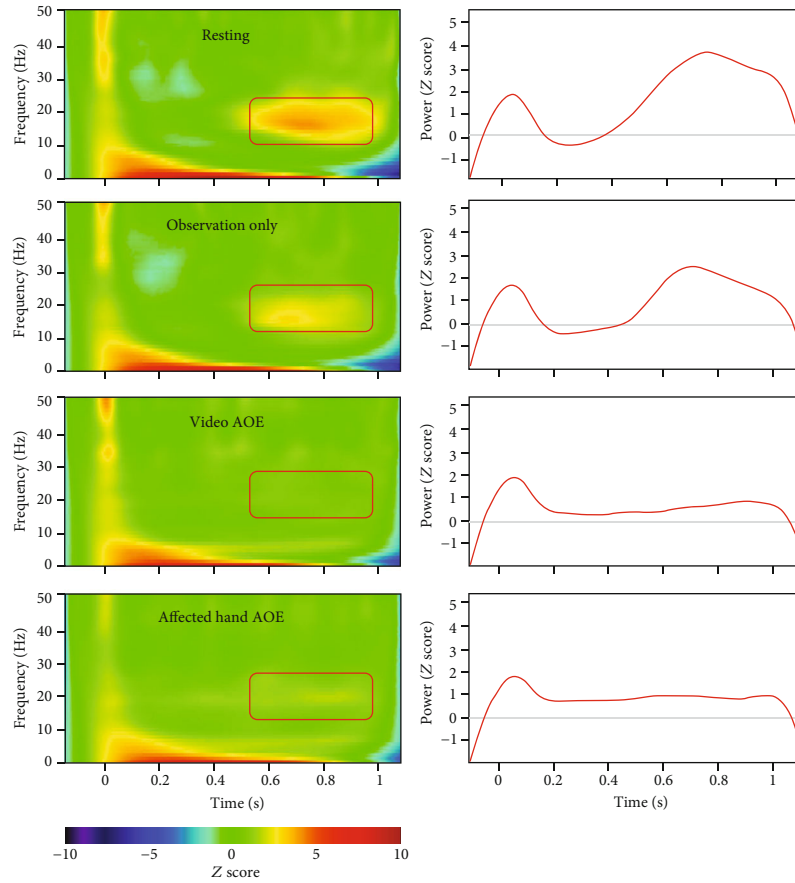 50
40
30
20
10
0
Frequency (Hz)
Resting
5
4
3
2
1
0
−1
Power (Z score)
50
40
30
20
10
0
Frequency (Hz)
Observation only
5
4
3
2
1
0
−1
Power (Z score)
50
40
30
20
10
0
Frequency (Hz)
Video AOE
5
4
3
2
1
0
−1
Power (Z score)
50
40
30
20
10
0
Frequency (Hz)
Affected hand AOE
0 0.2 0.4 0.6 0.8 1
Time (s)
5
4
3
2
1
0
−1
Power (Z score)
0 0.2 0.4 0.6 0.8 1
Time (s)
−10 −5 0 5 10
Z score